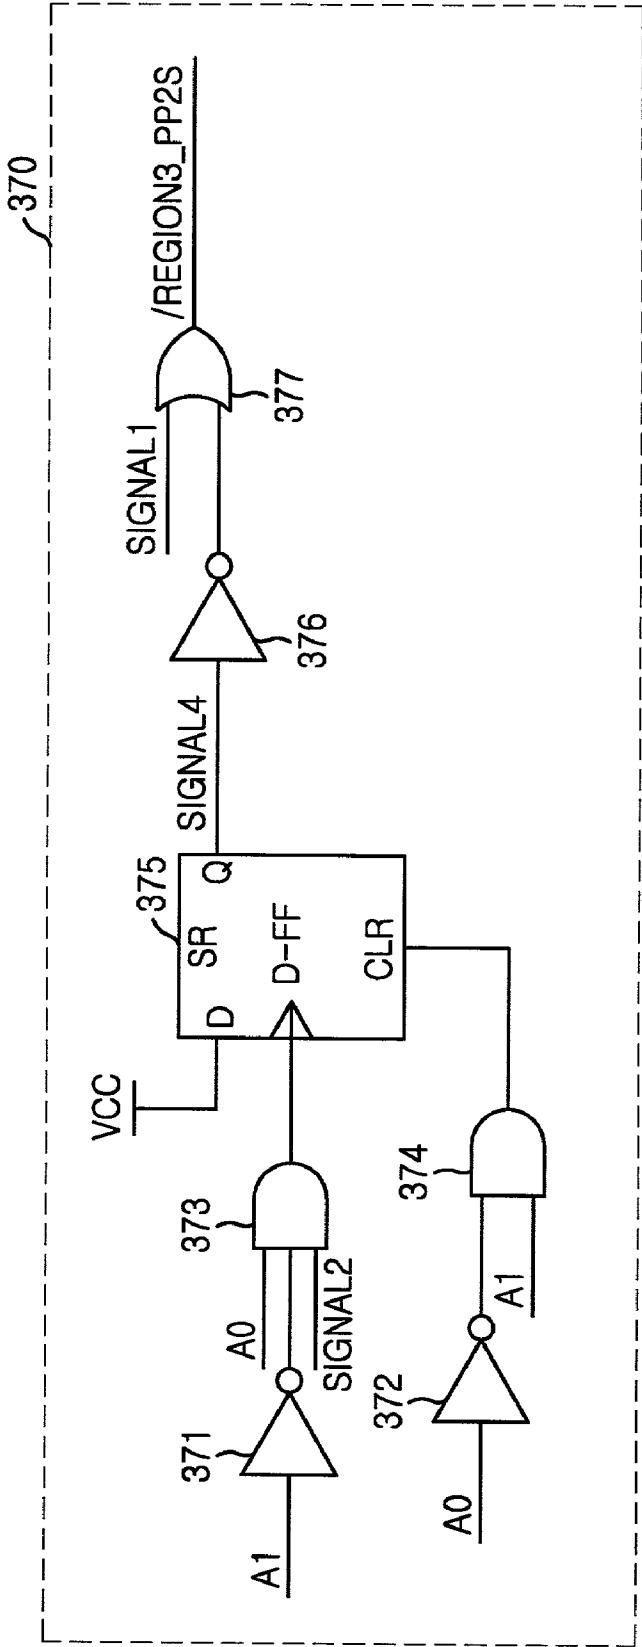 370
A1
371
A0
SIGNAL2
373
A0
372
A1
374
VCC
D
SR
375
Q
D-FF
CLR
SIGNAL4
376
SIGNAL1
377
/REGION3_PP2S